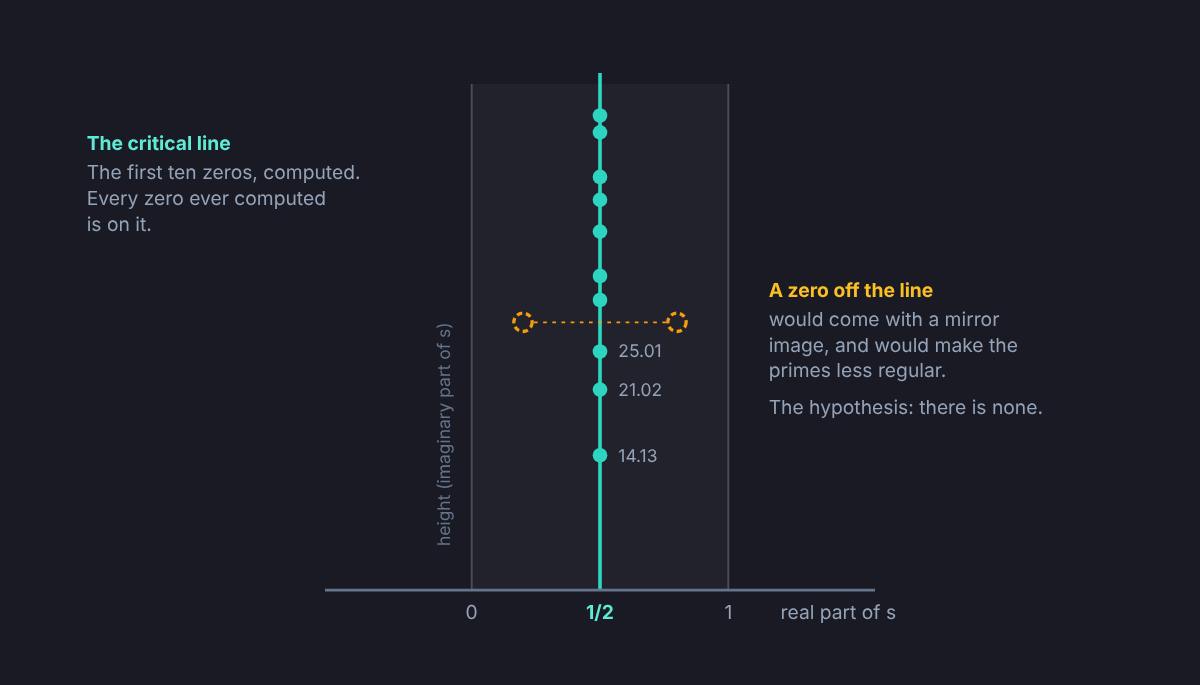 The critical line
The first ten zeros, computed.
Every zero ever computed
is on it.
A zero off the line
would come with a mirror
image, and would make the
primes less regular.
The hypothesis: there is none.
25.01
21.02
14.13
height (imaginary part of s)
0
1/2
1
real part of s